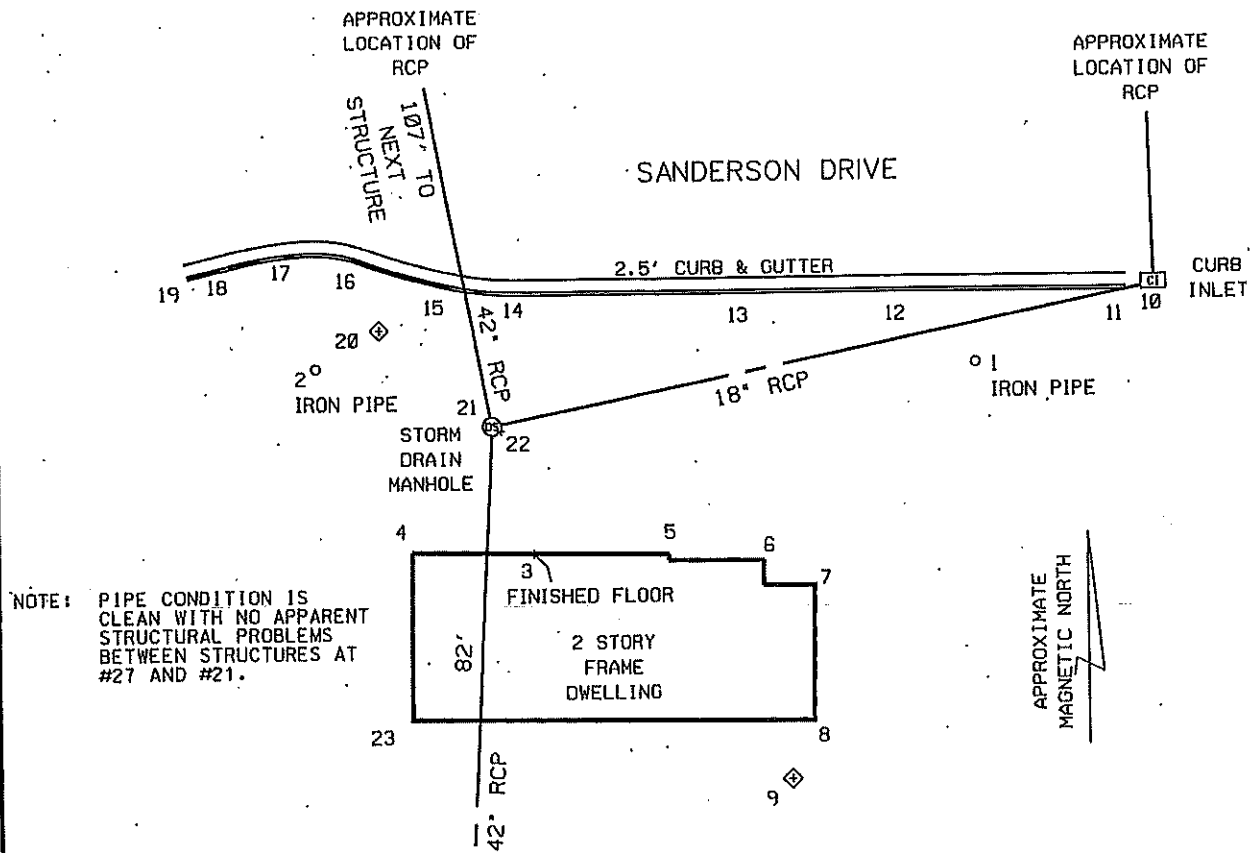 APPROXIMATE
LOCATION OF
RCP
APPROXIMATE
LOCATION OF
RCP
107' TO
NEXT
STRUCTURE
SANDERSON DRIVE
2.5' CURB & GUTTER
CURB
INLET
CI
10
19
18
17
16
15
14
13
12
11
20
42" RCP
18" RCP
2
IRON PIPE
1
IRON PIPE
21
DS
22
STORM
DRAIN
MANHOLE
4
5
6
7
3
FINISHED FLOOR
NOTE: PIPE CONDITION IS
CLEAN WITH NO APPARENT
STRUCTURAL PROBLEMS
BETWEEN STRUCTURES AT
#27 AND #21.
82'
2 STORY
FRAME
DWELLING
APPROXIMATE
MAGNETIC NORTH
23
8
9
42" RCP